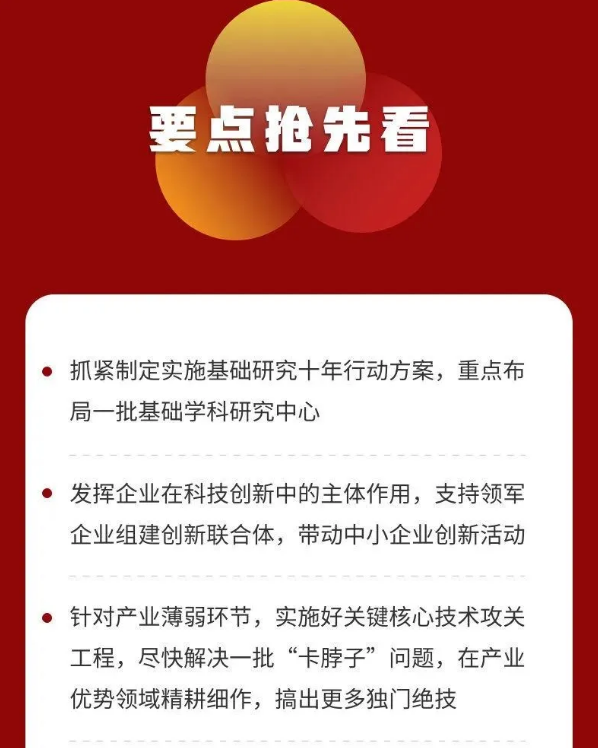 要点抢先看
抓紧制定实施基础研究十年行动方案，重点布
局一批基础学科研究中心
发挥企业在科技创新中的主体作用，支持领军
企业组建创新联合体，带动中小企业创新活动
针对产业薄弱环节，实施好关键核心技术攻关
工程，尽快解决一批“卡脖子”问题，在产业
优势领域精耕细作，搞出更多独门绝技